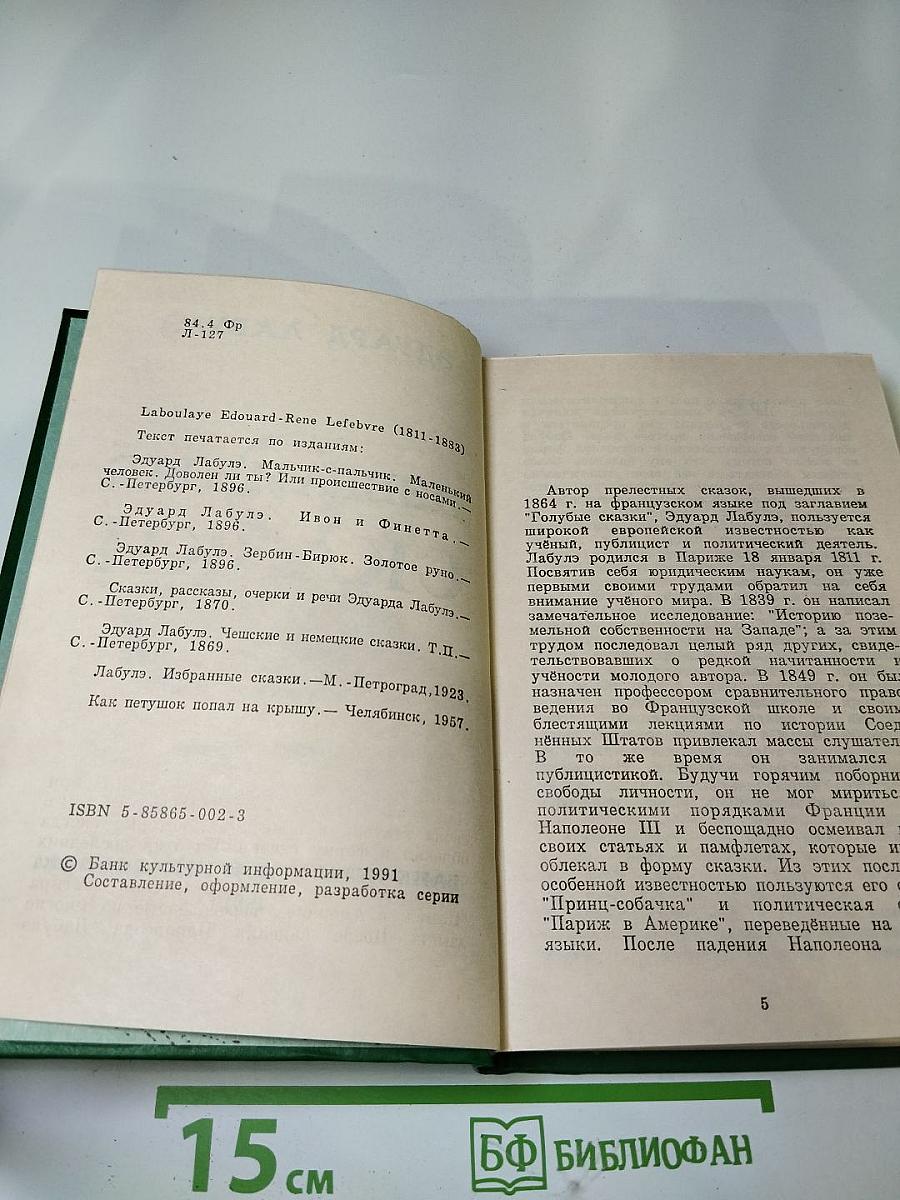 84.4 Фр
Л-127
Laboulaye Edouard-Rene Lefebvre (1811-1883)
Текст печатается по изданиям:
Эдуард Лабулэ. Мальчик-с-пальчик. Маленький
человек. Доволен ли ты? Или происшествие с носами.—
С.-Петербург, 1896.
Эдуард Лабулэ. Ивон и Финетта.—
С.-Петербург, 1896.
Эдуард Лабулэ. Зербин-Бирюк. Золотое руно.—
С.-Петербург, 1896.
Сказки, рассказы, очерки и речи Эдуарда Лабулэ.—
С.-Петербург, 1870.
Эдуард Лабулэ. Чешские и немецкие сказки. Т.П.—
С.-Петербург, 1869.
Лабулэ. Избранные сказки.—М.-Петроград,1923.
Как петушок попал на крышу.— Челябинск, 1957.
ISBN 5-85865-002-3
© Банк культурной информации, 1991
Составление, оформление, разработка серии
Автор прелестных сказок, вышедших в
1864 г. на французском языке под заглавием
"Голубые сказки", Эдуард Лабулэ, пользуется
широкой европейской известностью как
учёный, публицист и политический деятель.
Лабулэ родился в Париже 18 января 1811 г.
Посвятив себя юридическим наукам, он уже
первыми своими трудами обратил на себя
внимание учёного мира. В 1839 г. он написал
замечательное исследование: "Историю позе-
мельной собственности на Западе"; а за этим
трудом последовал целый ряд других, свиде-
тельствовавших о редкой начитанности и
учёности молодого автора. В 1849 г. он был
назначен профессором сравнительного право-
ведения во Французской школе и своим
блестящими лекциями по истории Соед
нённых Штатов привлекал массы слушател
В то же время он занимался
публицистикой. Будучи горячим поборни
свободы личности, он не мог миритьс
политическими порядками Франции
Наполеоне III и беспощадно осмеивал
своих статьях и памфлетах, которые и
облекал в форму сказки. Из этих посл
особенной известностью пользуются его с
"Принц-собачка" и политическая с
"Париж в Америке", переведённые на
языки. После падения Наполеона
5
15 см
БФ БИБЛИОФАН